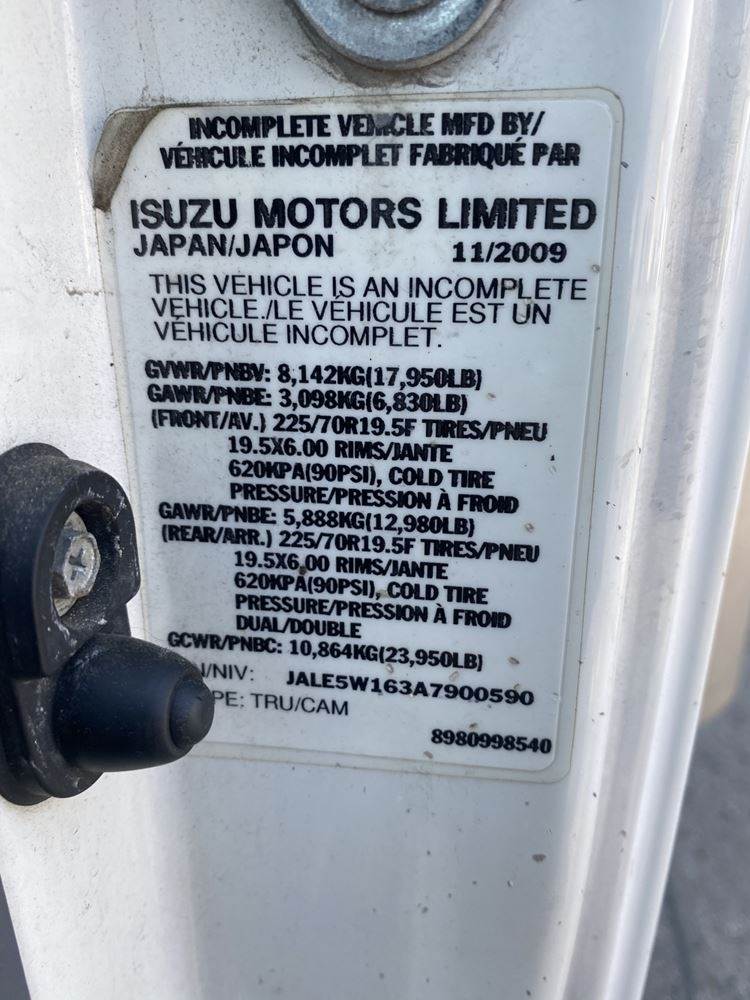 INCOMPLETE VEHICLE MFD BY/
VÉHICULE INCOMPLET FABRIQUÉ PAR
ISUZU MOTORS LIMITED
JAPAN/JAPON 11/2009
THIS VEHICLE IS AN INCOMPLETE
VEHICLE./LE VÉHICULE EST UN
VÉHICULE INCOMPLET.
GVWR/PNBV: 8,142KG(17,950LB)
GAWR/PNBE: 3,098KG(6,830LB)
(FRONT/AV.) 225/70R19.5F TIRES/PNEU
19.5X6.00 RIMS/JANTE
620KPA(90PSI), COLD TIRE
PRESSURE/PRESSION À FROID
GAWR/PNBE: 5,888KG(12,980LB)
(REAR/ARR.) 225/70R19.5F TIRES/PNEU
19.5X6.00 RIMS/JANTE
620KPA(90PSI), COLD TIRE
PRESSURE/PRESSION À FROID
DUAL/DOUBLE
GCWR/PNBC: 10,864KG(23,950LB)
/NIV: JALE5W163A7900590
PE: TRU/CAM
8980998540